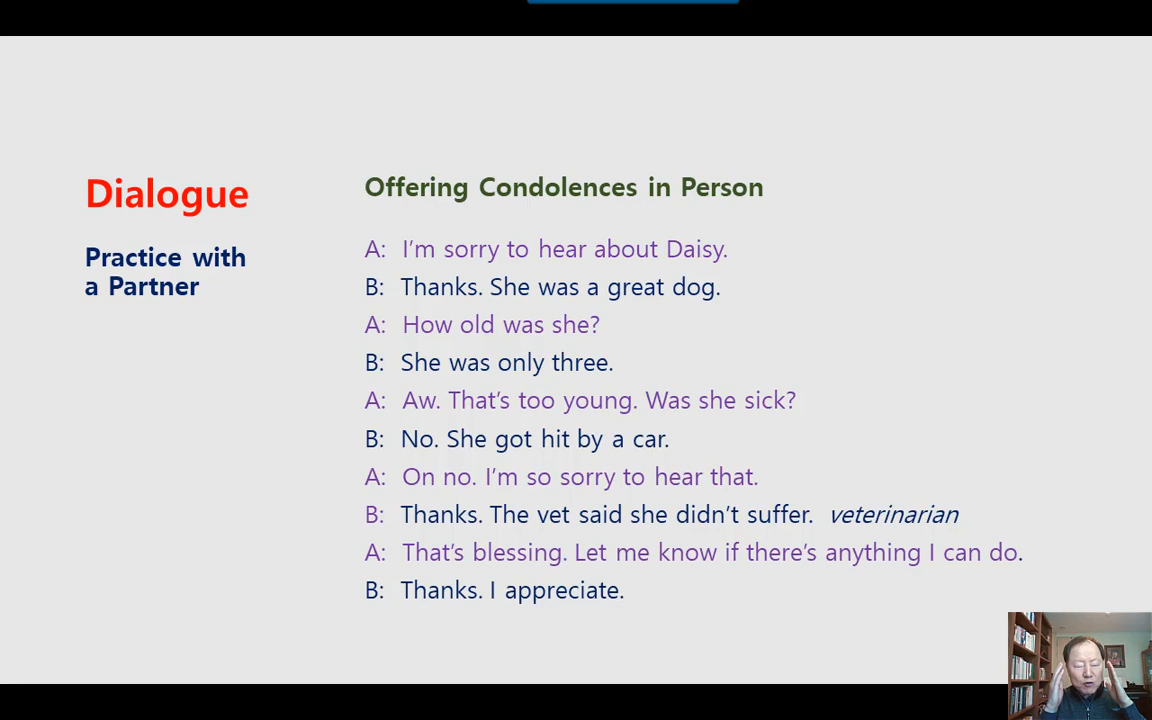 Dialogue
Practice with
a Partner
Offering Condolences in Person
A: I'm sorry to hear about Daisy.
B: Thanks. She was a great dog.
A: How old was she?
B: She was only three.
A: Aw. That's too young. Was she sick?
B: No. She got hit by a car.
A: On no. I'm so sorry to hear that.
B: Thanks. The vet said she didn't suffer. veterinarian
A: That's blessing. Let me know if there's anything I can do.
B: Thanks. I appreciate.